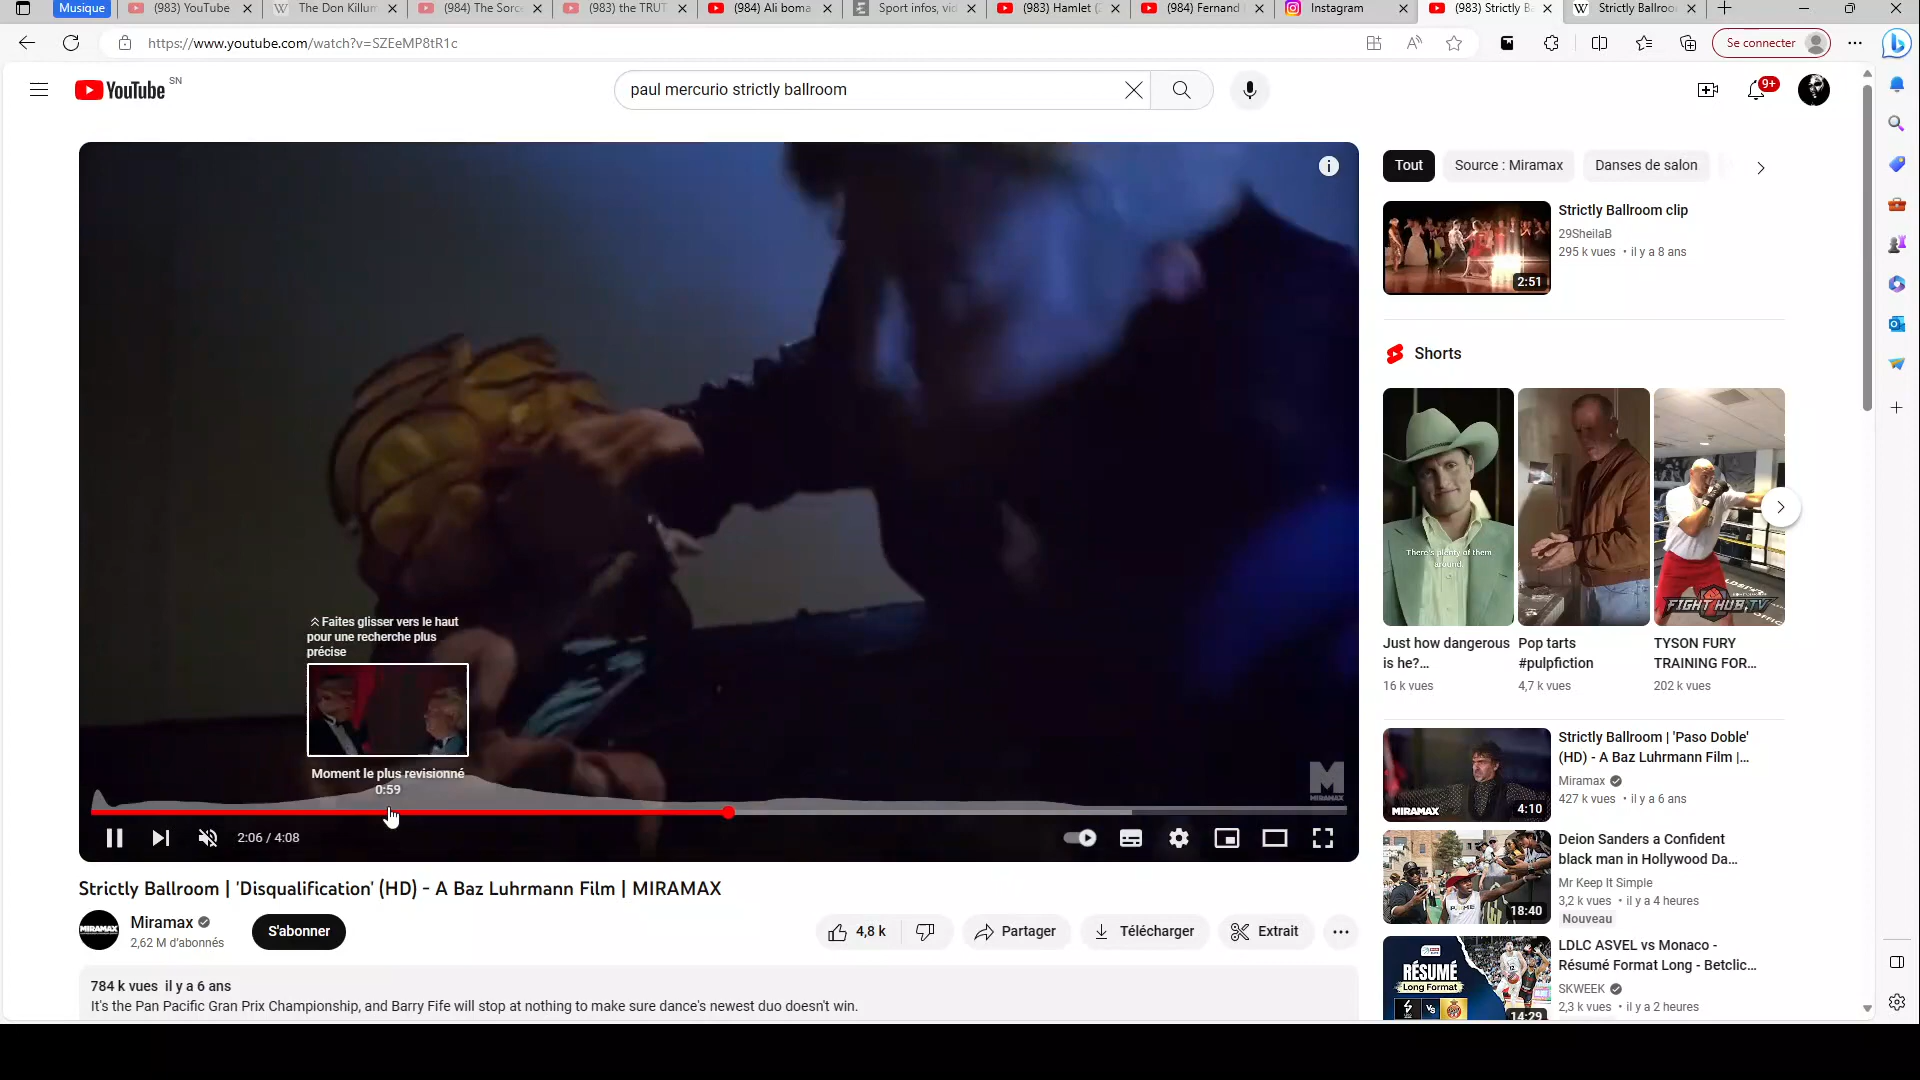 Musique
(983) YouTube
The Don Killum
(984) The Sorc
(983) the TRUT
(984) Ali boma
Sport infos, vid
(983) Hamlet (
(984) Fernand
Instagram
(983) Strictly Ba
Strictly Ballroo
https://www.youtube.com/watch?v=SZEeMP8tR1c
Se connecter
YouTube SN
paul mercurio strictly ballroom
9+
Tout
Source : Miramax
Danses de salon
Strictly Ballroom clip
29SheilaB
295 k vues • il y a 8 ans
2:51
Shorts
There's plenty of them
around.
FIGHT HUB.TV
Just how dangerous
is he?...
16 k vues
Pop tarts
#pulpfiction
4,7 k vues
TYSON FURY
TRAINING FOR...
202 k vues
Faites glisser vers le haut
pour une recherche plus
précise
Moment le plus revisionné
0:59
MIRAMAX
2:06 / 4:08
Strictly Ballroom | 'Disqualification' (HD) - A Baz Luhrmann Film | MIRAMAX
MIRAMAX
Miramax
2,62 M d'abonnés
S'abonner
4,8 k
Partager
Télécharger
Extrait
784 k vues il y a 6 ans
It's the Pan Pacific Gran Prix Championship, and Barry Fife will stop at nothing to make sure dance's newest duo doesn't win.
Strictly Ballroom | 'Paso Doble'
(HD) - A Baz Luhrmann Film |...
Miramax
427 k vues • il y a 6 ans
MIRAMAX
4:10
Deion Sanders a Confident
black man in Hollywood Da...
Mr Keep It Simple
3,2 k vues • il y a 4 heures
Nouveau
18:40
LDLC ASVEL vs Monaco -
Résumé Format Long - Betclic...
SKWEEK
2,3 k vues • il y a 2 heures
RÉSUMÉ
Long Format
VS
14:29